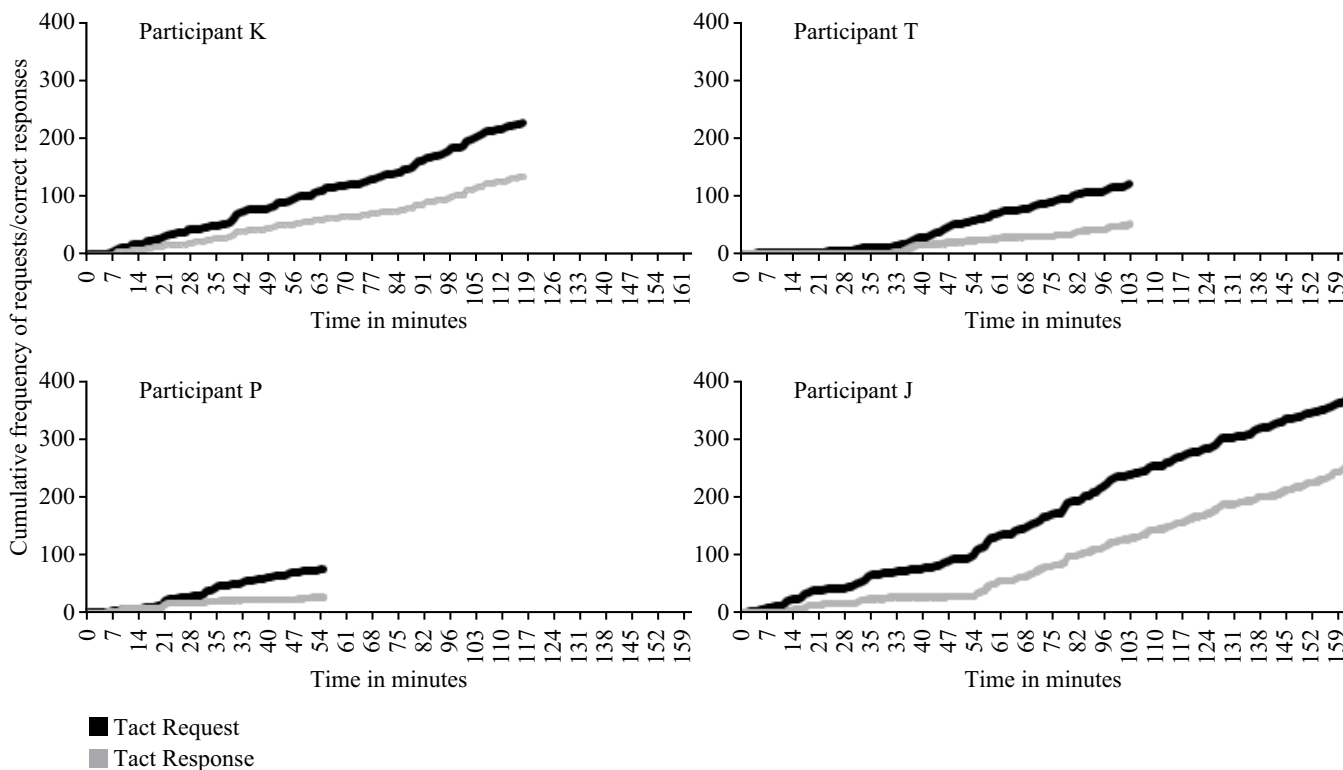 Cumulative frequency of requests/correct responses
Participant K
400
300
200
100
0
0 7 14 21 28 35 42 49 56 63 70 77 84 91 98 105 112 119 126 133 140 147 154 161
Time in minutes
Participant T
400
300
200
100
0
0 7 14 21 28 35 33 40 47 54 61 68 75 82 96 103 110 117 124 131 138 145 152 159
Time in minutes
Participant P
400
300
200
100
0
0 7 14 21 28 35 33 40 47 54 61 68 75 82 96 103 110 117 124 131 138 145 152 159
Time in minutes
Participant J
400
300
200
100
0
0 7 14 21 28 35 33 40 47 54 61 68 75 82 96 103 110 117 124 131 138 145 152 159
Time in minutes
Tact Request
Tact Response